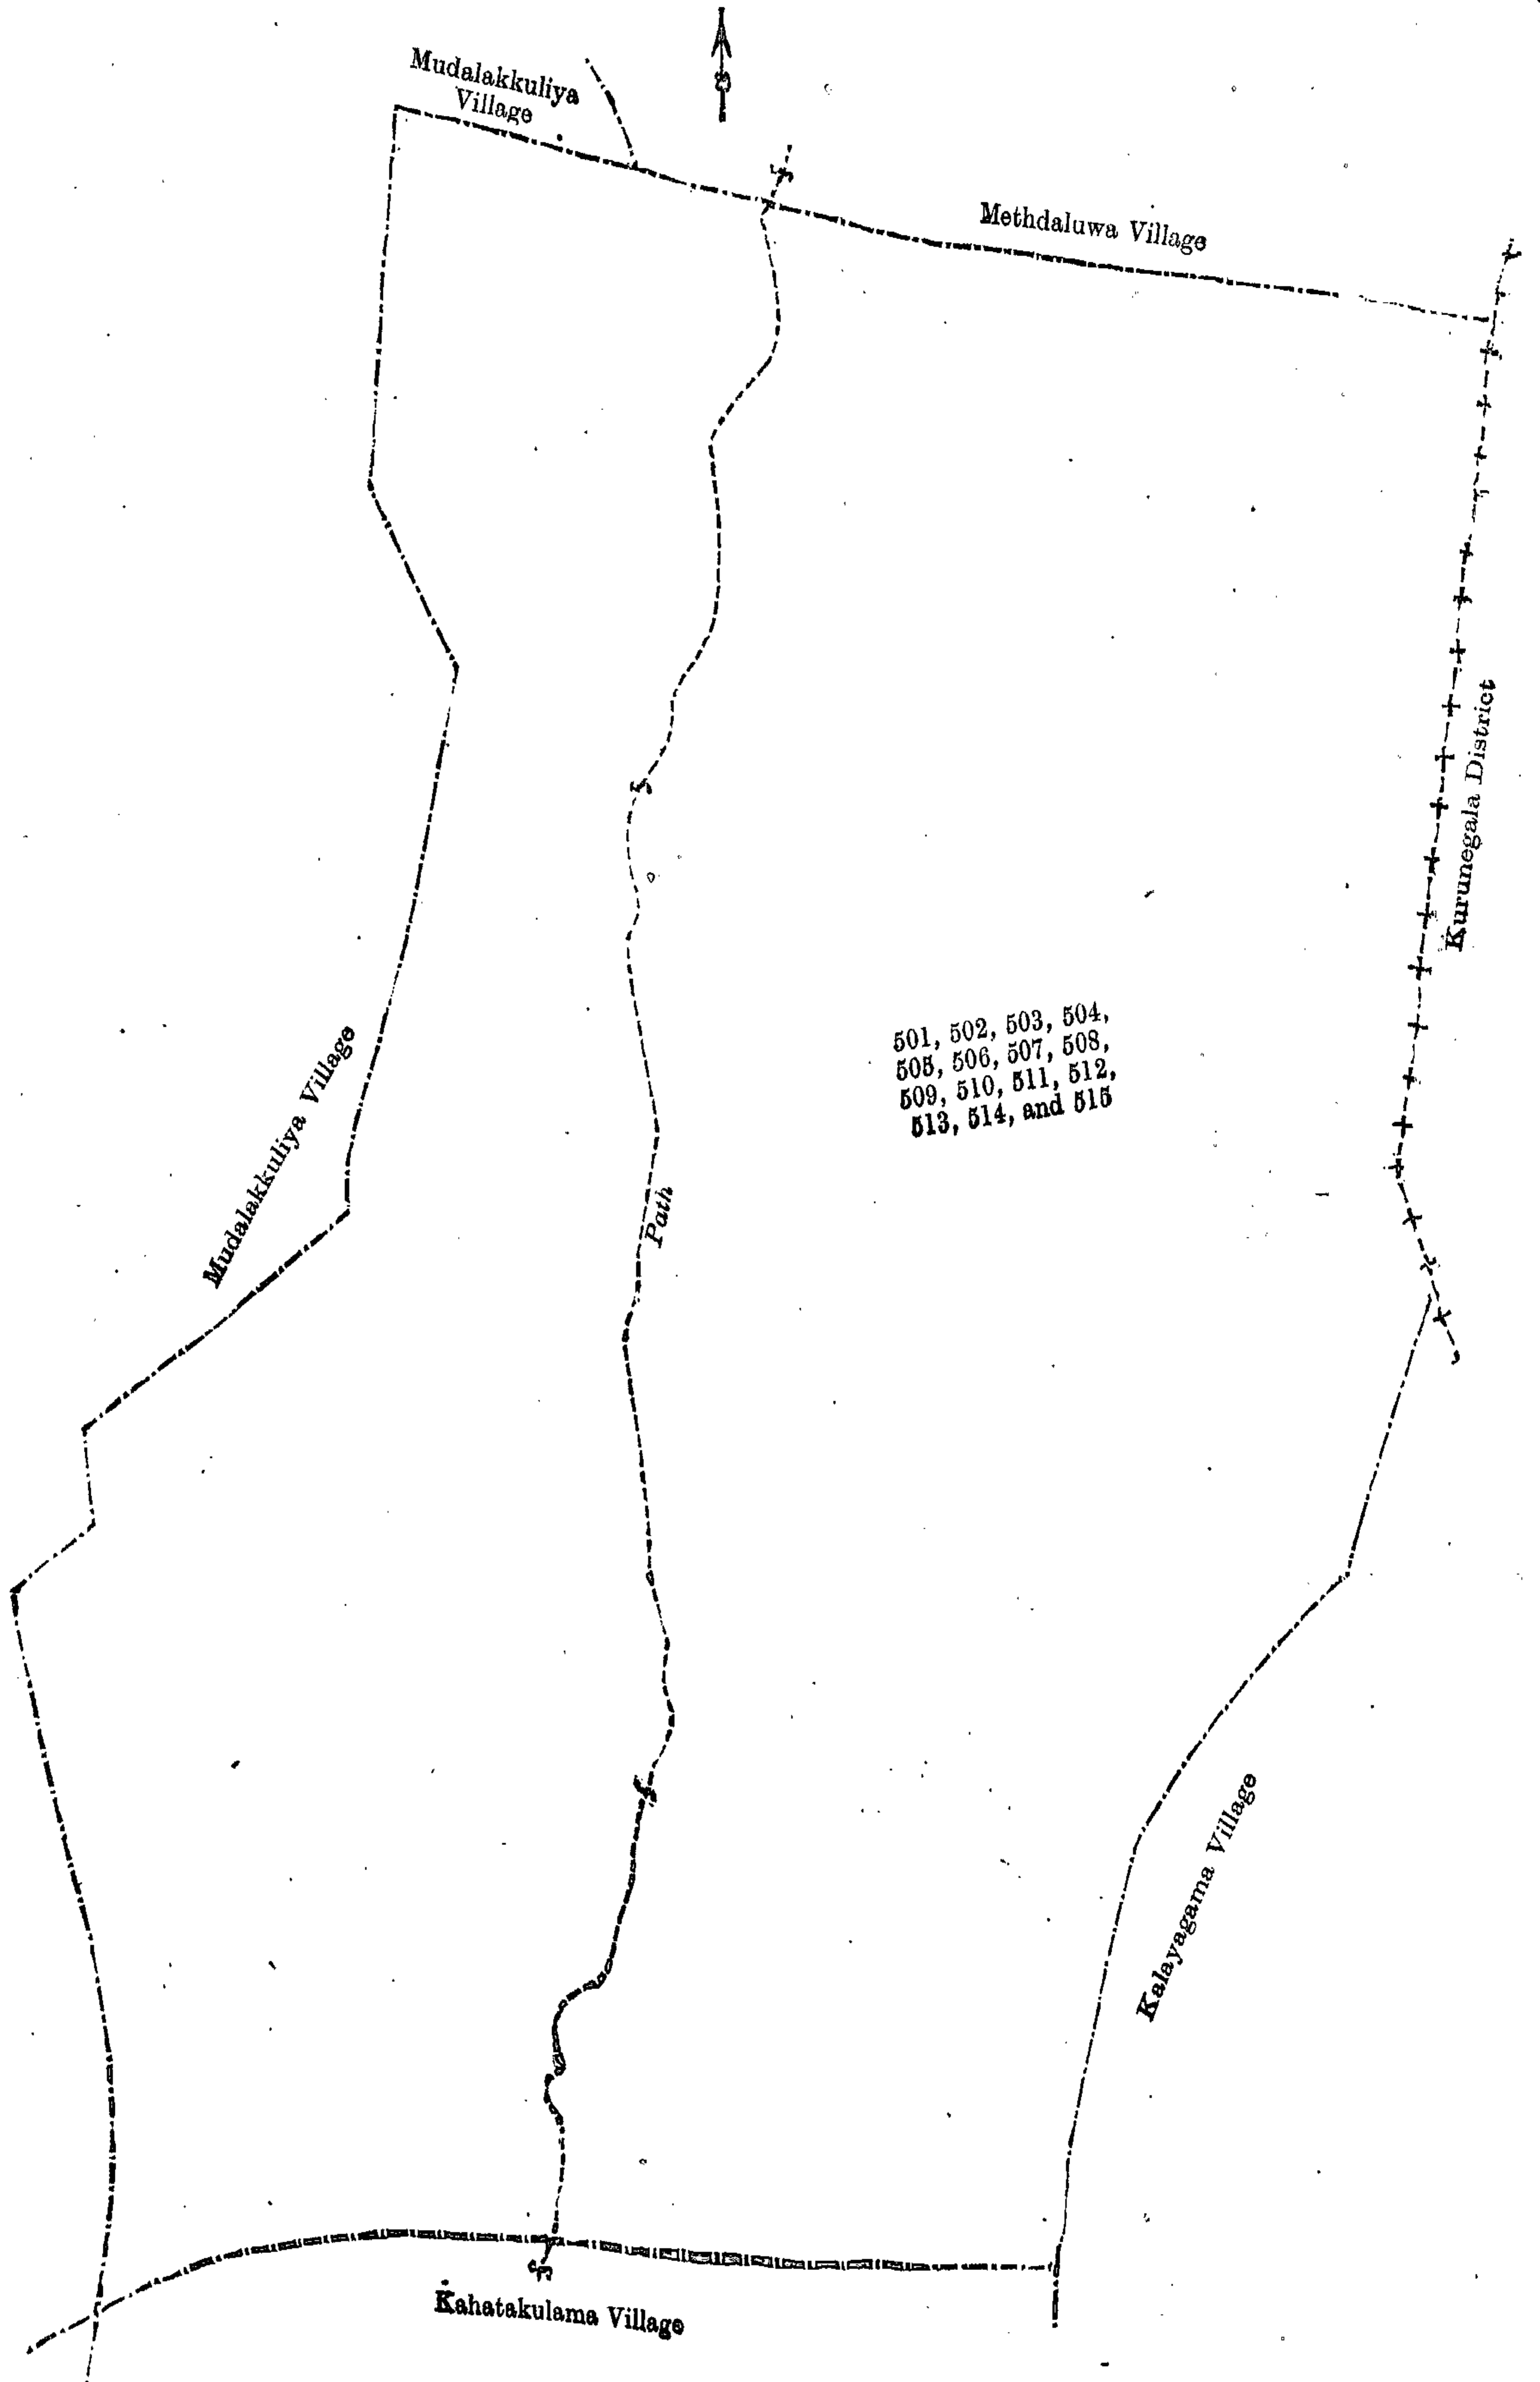 Mudalakkuliya
Village
Methdaluwa Village
Kurunegala District
501, 502, 503, 504,
505, 506, 507, 508,
509, 510, 511, 512,
513, 514, and 515
Mudalakkuliya Village
Path
Kalayagama Village
Kahatakulama Village